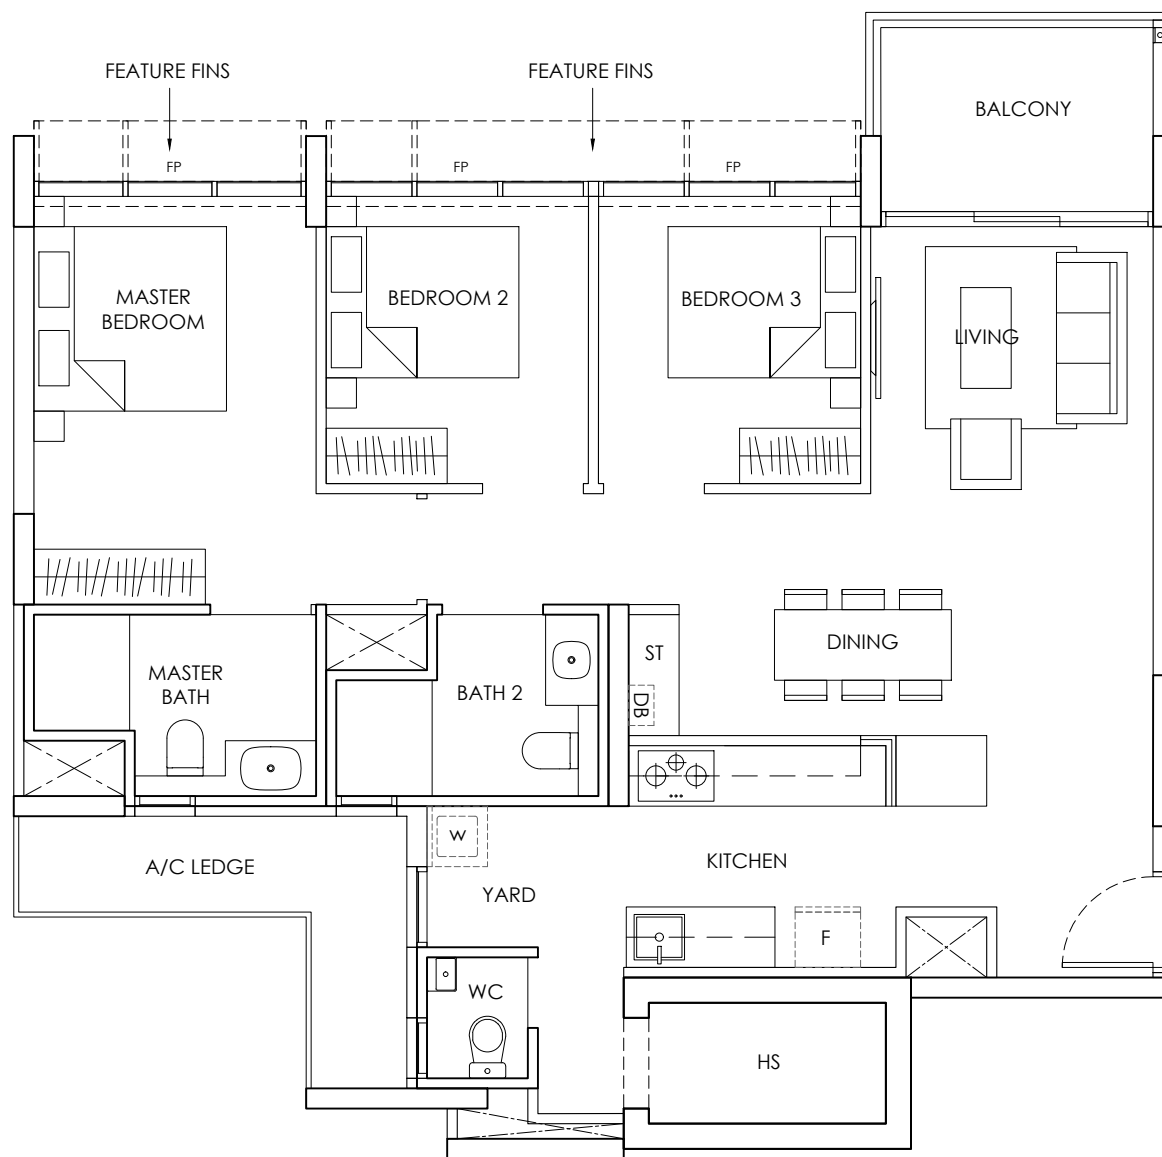 FEATURE FINS
FEATURE FINS
BALCONY
FP
FP
FP
MASTER
BEDROOM
BEDROOM 2
BEDROOM 3
LIVING
DINING
ST
MASTER
BATH
BATH 2
DB
W
A/C LEDGE
KITCHEN
YARD
F
WC
HS